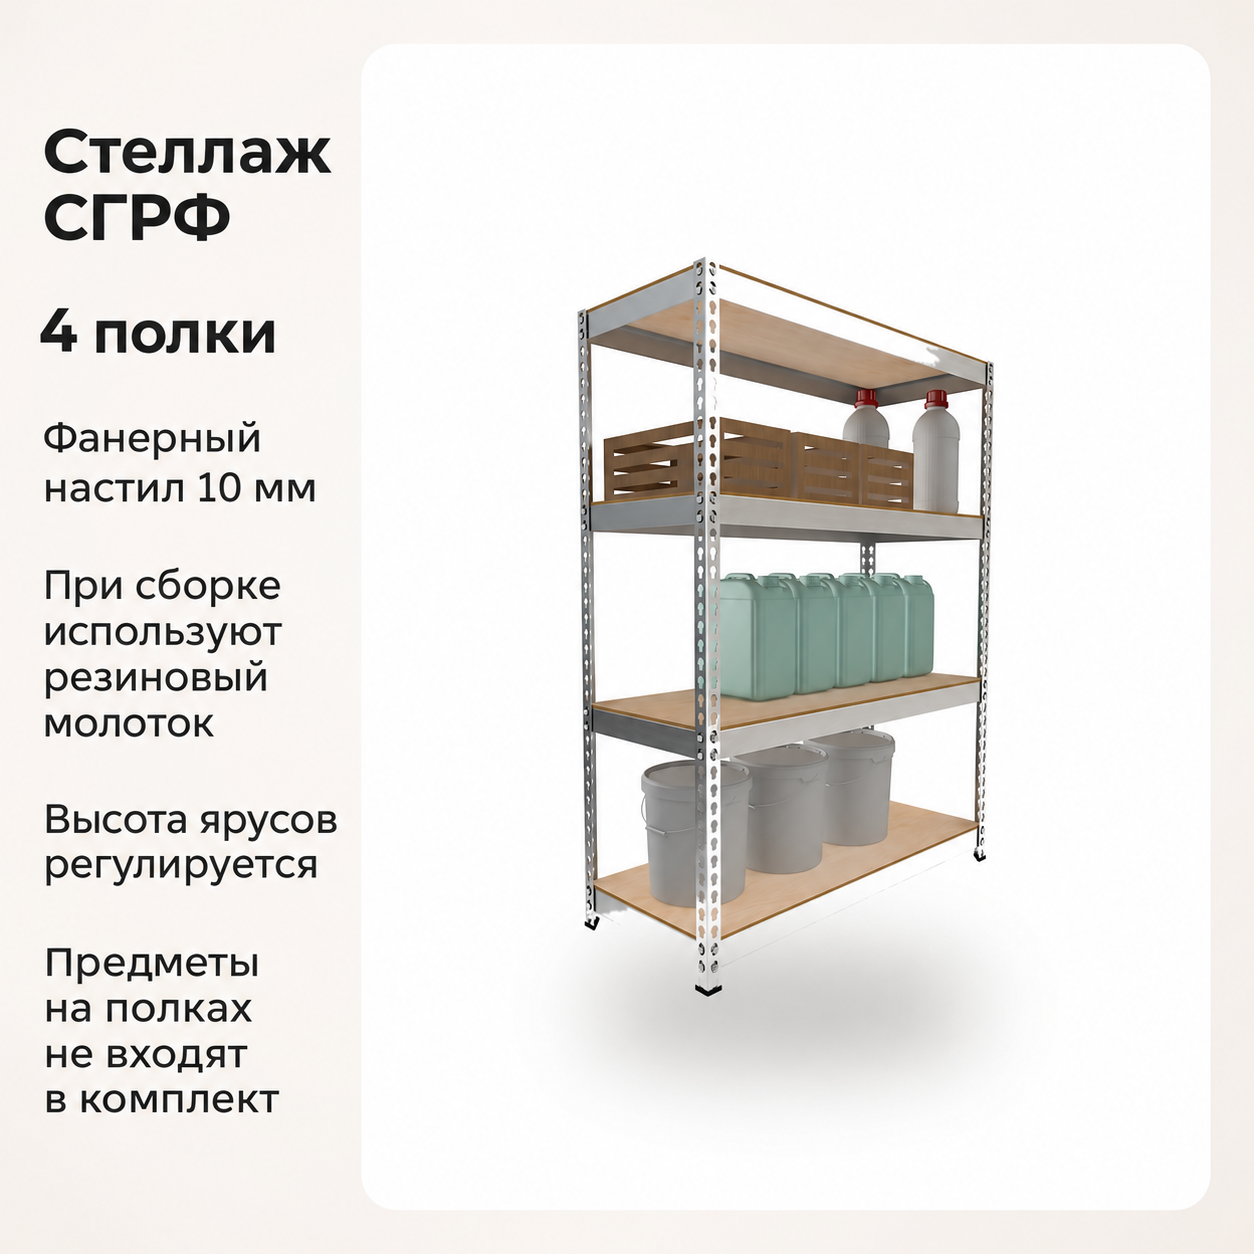 Стеллаж
СГРФ
4 полки
Фанерный
настил 10 мм
При сборке
используют
резиновый
молоток
Высота ярусов
регулируется
Предметы
на полках
не входят
в комплект